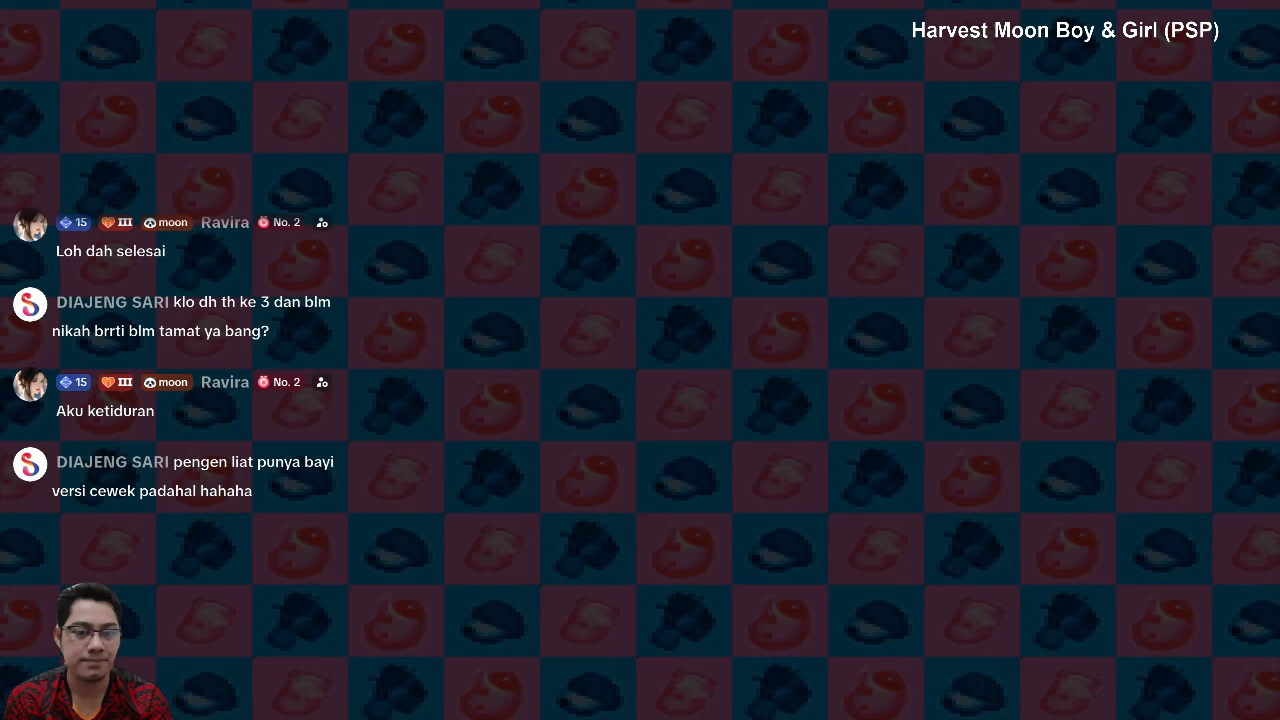 Harvest Moon Boy & Girl (PSP)
15 III moon Ravira No. 2
Loh dah selesai
DIAJENG SARI klo dh th ke 3 dan blm
nikah brrti blm tamat ya bang?
15 III moon Ravira No. 2
Aku ketiduran
DIAJENG SARI pengen liat punya bayi
versi cewek padahal hahaha